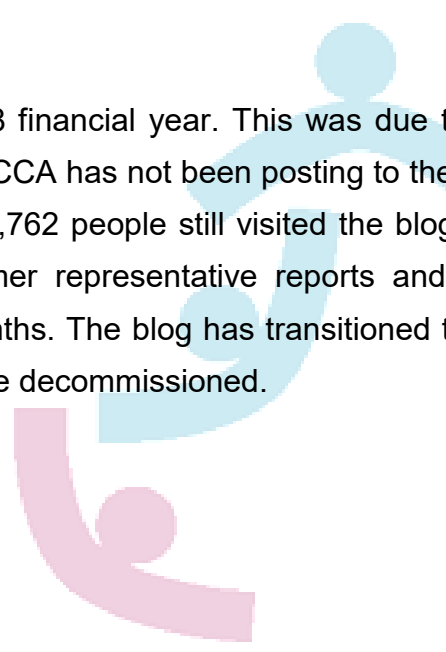 3 financial year. This was due t
CCA has not been posting to the
,762 people still visited the blog
her representative reports and
nths. The blog has transitioned t
e decommissioned.